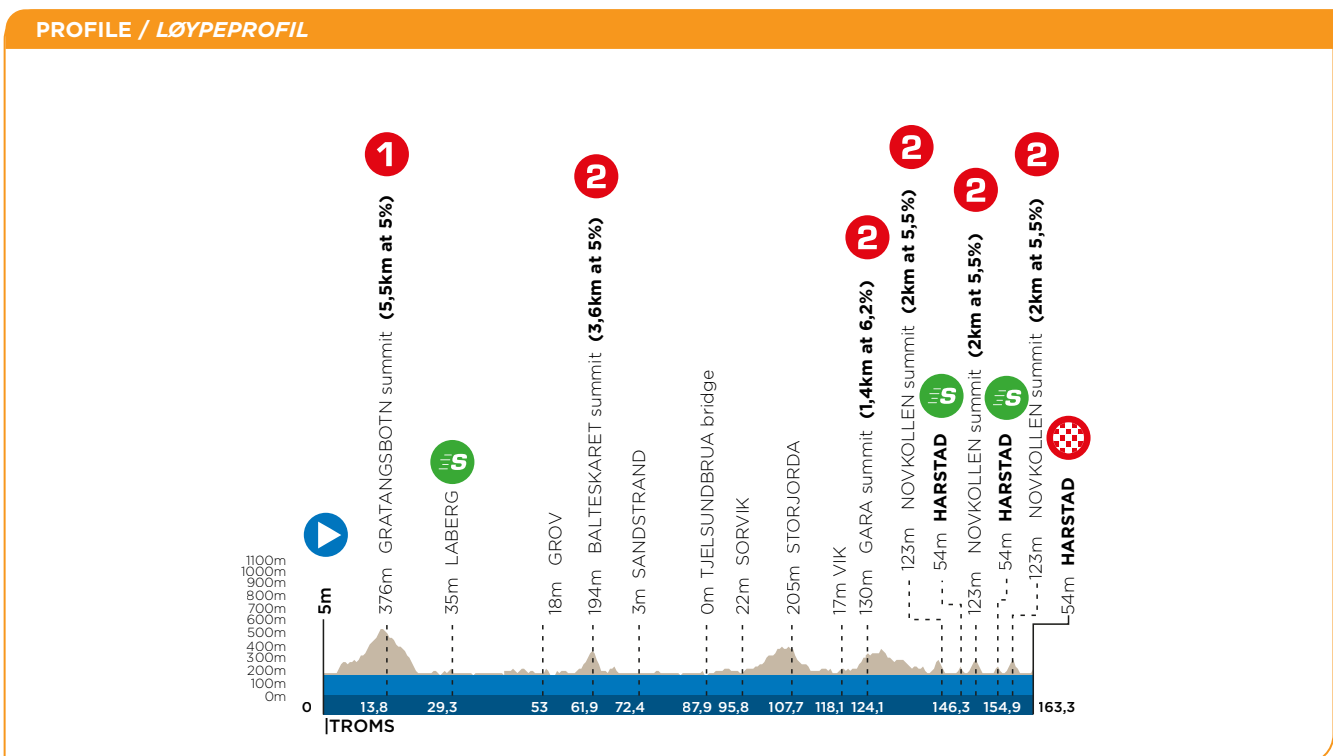 PROFILE / LØYPEPROFIL
1
2
2
2
2
2
S
S
S
5m
376m GRATANGSBOTN summit (5,5km at 5%)
35m LABERG
18m GROV
194m BALTESKARET summit (3,6km at 5%)
3m SANDSTRAND
0m TJELSUNDBRUA bridge
22m SORVIK
205m STORJORDA
17m VIK
130m GARA summit (1,4km at 6,2%)
123m NOVKOLLEN summit (2km at 5,5%)
54m HARSTAD
123m NOVKOLLEN summit (2km at 5,5%)
54m HARSTAD
123m NOVKOLLEN summit (2km at 5,5%)
54m HARSTAD
1100m
1000m
900m
800m
700m
600m
500m
400m
300m
200m
100m
0m
0 13,8 29,3 53 61,9 72,4 87,9 95,8 107,7 118,1 124,1 146,3 154,9 163,3
|TROMS